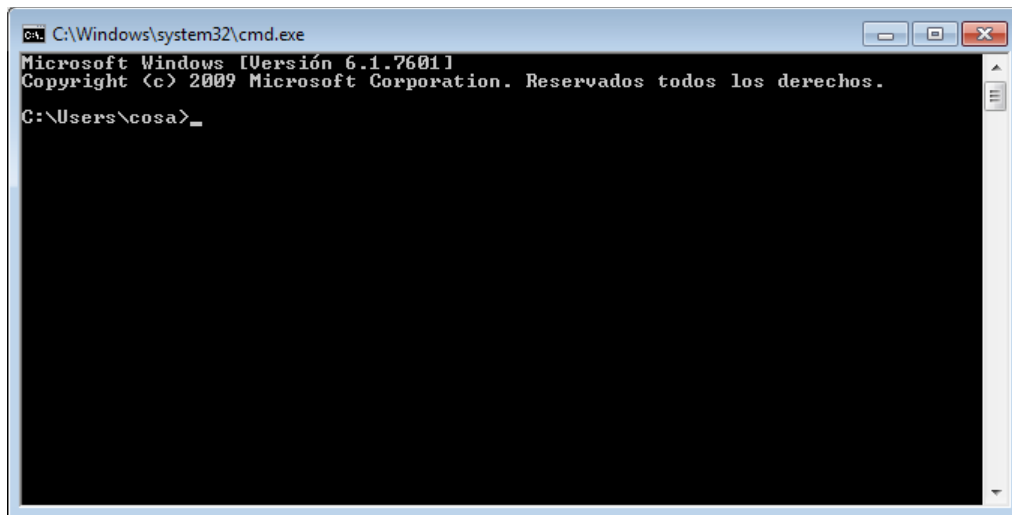 C:\Windows\system32\cmd.exe
Microsoft Windows [Versión 6.1.7601]
Copyright (c) 2009 Microsoft Corporation. Reservados todos los derechos.
C:\Users\cosa>_